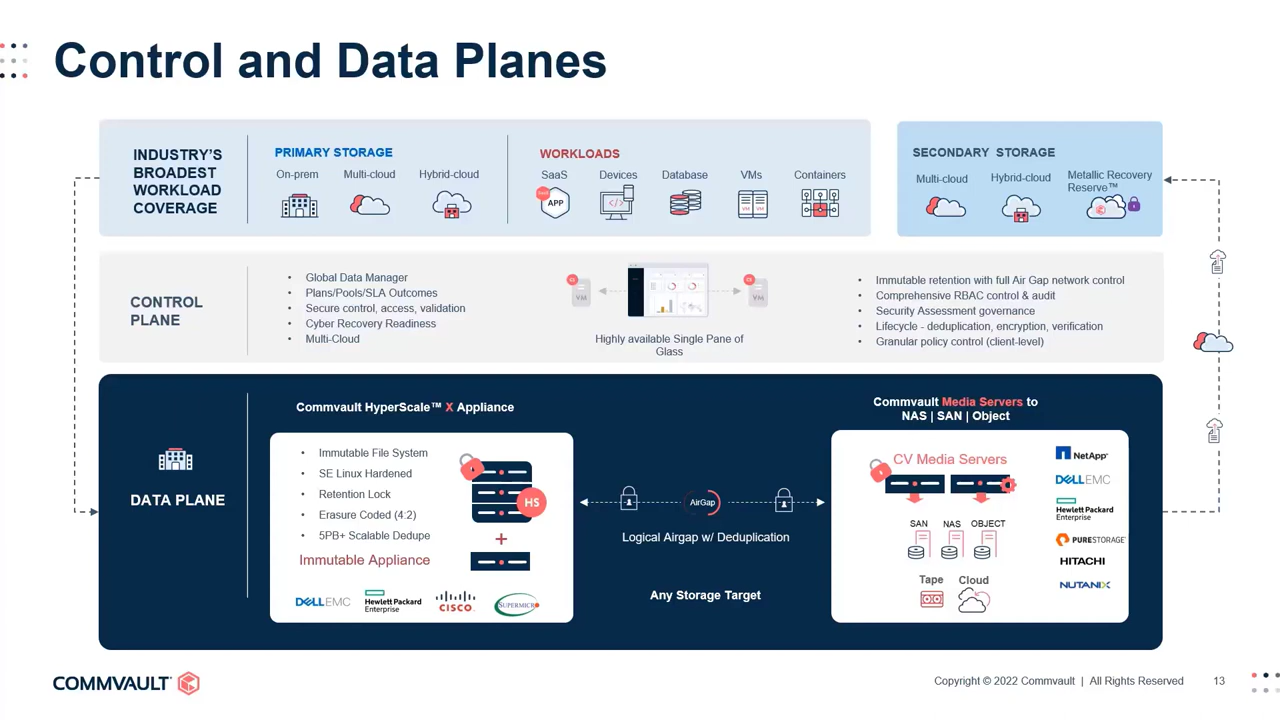 Control and Data Planes
INDUSTRY'S
BROADEST
WORKLOAD
COVERAGE
PRIMARY STORAGE
On-prem
Multi-cloud
Hybrid-cloud
WORKLOADS
SaaS
Devices
Database
VMs
Containers
SaaS
APP
</>
VM VM
SECONDARY STORAGE
Multi-cloud
Hybrid-cloud
Metallic Recovery
Reserve™
CONTROL
PLANE
• Global Data Manager
• Plans/Pools/SLA Outcomes
• Secure control, access, validation
• Cyber Recovery Readiness
• Multi-Cloud
CS
VM
CS
VM
Highly available Single Pane of
Glass
• Immutable retention with full Air Gap network control
• Comprehensive RBAC control & audit
• Security Assessment governance
• Lifecycle - deduplication, encryption, verification
• Granular policy control (client-level)
DATA PLANE
Commvault HyperScale™ X Appliance
• Immutable File System
• SE Linux Hardened
• Retention Lock
• Erasure Coded (4:2)
• 5PB+ Scalable Dedupe
Immutable Appliance
HS
+
DELLEMC
Hewlett Packard
Enterprise
CISCO
SUPERMICRO
AirGap
Logical Airgap w/ Deduplication
Any Storage Target
Commvault Media Servers to
NAS | SAN | Object
CV Media Servers
SAN
NAS
OBJECT
Tape
Cloud
NetApp
DELLEMC
Hewlett Packard
Enterprise
PURESTORAGE
HITACHI
NUTANIX
COMMVAULT
Copyright © 2022 Commvault | All Rights Reserved
13